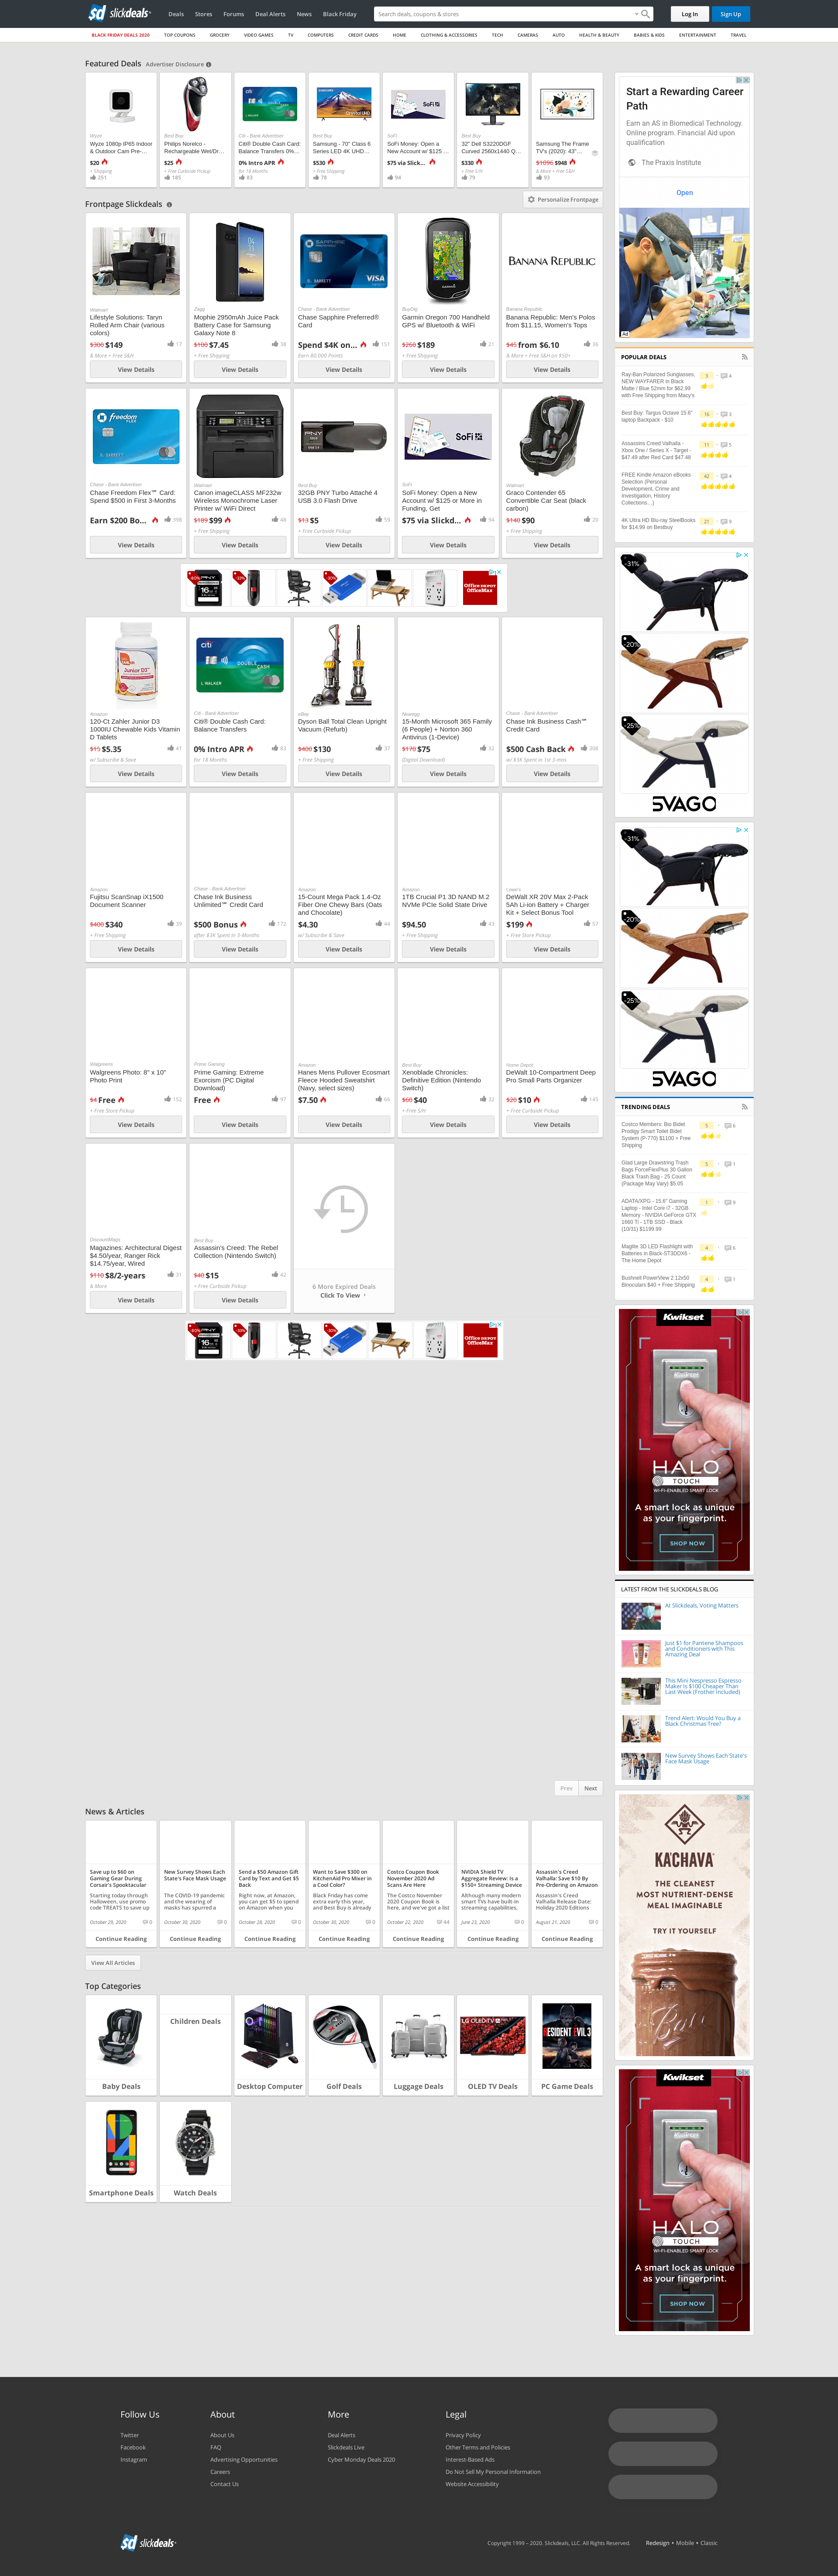 slickdeals
Deals
Stores
Forums
Deal Alerts
News
Black Friday
Search deals, coupons & stores
Log In
Sign Up
BLACK FRIDAY DEALS 2020
TOP COUPONS
GROCERY
VIDEO GAMES
TV
COMPUTERS
CREDIT CARDS
HOME
CLOTHING & ACCESSORIES
TECH
CAMERAS
AUTO
HEALTH & BEAUTY
BABIES & KIDS
ENTERTAINMENT
TRAVEL
Featured Deals
Advertiser Disclosure
Wyze
Wyze 1080p IP65 Indoor
& Outdoor Cam Pre-...
$20
+ Shipping
251
Best Buy
Philips Norelco -
Rechargeable Wet/Dr...
$25
+ Free Curbside Pickup
185
Citi - Bank Advertiser
Citi® Double Cash Card:
Balance Transfers 0%...
0% Intro APR
for 18 Months
83
Best Buy
Samsung - 70" Class 6
Series LED 4K UHD...
$530
+ Free Shipping
78
SoFi
SoFi Money: Open a
New Account w/ $125 ...
$75 via Slick...
94
Best Buy
32" Dell S3220DGF
Curved 2560x1440 Q...
$330
+ Free S/H
79
Samsung The Frame
TV's (2020): 43"...
$1096 $948
& More + Free S&H
93
Frontpage Slickdeals
Personalize Frontpage
Walmart
Lifestyle Solutions: Taryn
Rolled Arm Chair (various
colors)
$300 $149
17
& More + Free S&H
View Details
Zagg
Mophie 2950mAh Juice Pack
Battery Case for Samsung
Galaxy Note 8
$100 $7.45
38
+ Free Shipping
View Details
Chase - Bank Advertiser
Chase Sapphire Preferred®
Card
Spend $4K on...
151
Earn 80,000 Points
View Details
BuyDig
Garmin Oregon 700 Handheld
GPS w/ Bluetooth & WiFi
$260 $189
21
+ Free Shipping
View Details
BANANA REPUBLIC
Banana Republic
Banana Republic: Men's Polos
from $11.15, Women's Tops
$45 from $6.10
36
& More + Free S&H on $50+
View Details
Chase - Bank Advertiser
Chase Freedom Flex℠ Card:
Spend $500 in First 3-Months
Earn $200 Bo...
398
View Details
Walmart
Canon imageCLASS MF232w
Wireless Monochrome Laser
Printer w/ WiFi Direct
$189 $99
48
+ Free Shipping
View Details
Best Buy
32GB PNY Turbo Attaché 4
USB 3.0 Flash Drive
$13 $5
59
+ Free Curbside Pickup
View Details
SoFi
SoFi Money: Open a New
Account w/ $125 or More in
Funding, Get
$75 via Slickd...
94
View Details
Walmart
Graco Contender 65
Convertible Car Seat (black
carbon)
$140 $90
20
+ Free Shipping
View Details
Office DEPOT
OfficeMax
Amazon
120-Ct Zahler Junior D3
1000IU Chewable Kids Vitamin
D Tablets
$15 $5.35
41
w/ Subscribe & Save
View Details
Citi - Bank Advertiser
Citi® Double Cash Card:
Balance Transfers
0% Intro APR
83
for 18 Months
View Details
eBay
Dyson Ball Total Clean Upright
Vacuum (Refurb)
$400 $130
37
+ Free Shipping
View Details
Newegg
15-Month Microsoft 365 Family
(6 People) + Norton 360
Antivirus (1-Device)
$170 $75
32
(Digital Download)
View Details
Chase - Bank Advertiser
Chase Ink Business Cash℠
Credit Card
$500 Cash Back
308
w/ $3K Spent in 1st 3-mos
View Details
Amazon
Fujitsu ScanSnap iX1500
Document Scanner
$400 $340
39
+ Free Shipping
View Details
Chase - Bank Advertiser
Chase Ink Business
Unlimited℠ Credit Card
$500 Bonus
172
after $3K Spent in 3-Months
View Details
Amazon
15-Count Mega Pack 1.4-Oz
Fiber One Chewy Bars (Oats
and Chocolate)
$4.30
44
w/ Subscribe & Save
View Details
Amazon
1TB Crucial P1 3D NAND M.2
NVMe PCIe Solid State Drive
$94.50
43
+ Free Shipping
View Details
Lowe's
DeWalt XR 20V Max 2-Pack
5Ah Li-ion Battery + Charger
Kit + Select Bonus Tool
$199
57
+ Free Store Pickup
View Details
Walgreens
Walgreens Photo: 8" x 10"
Photo Print
$4 Free
152
+ Free Store Pickup
View Details
Prime Gaming
Prime Gaming: Extreme
Exorcism (PC Digital
Download)
Free
97
View Details
Amazon
Hanes Mens Pullover Ecosmart
Fleece Hooded Sweatshirt
(Navy, select sizes)
$7.50
66
View Details
Best Buy
Xenoblade Chronicles:
Definitive Edition (Nintendo
Switch)
$60 $40
32
+ Free S/H
View Details
Home Depot
DeWalt 10-Compartment Deep
Pro Small Parts Organizer
$20 $10
145
+ Free Curbside Pickup
View Details
DiscountMags
Magazines: Architectural Digest
$4.50/year, Ranger Rick
$14.75/year, Wired
$110 $8/2-years
31
& More
View Details
Best Buy
Assassin's Creed: The Rebel
Collection (Nintendo Switch)
$40 $15
42
+ Free Curbside Pickup
View Details
6 More Expired Deals
Click To View
Office DEPOT
OfficeMax
Prev
Next
News & Articles
Save up to $60 on
Gaming Gear During
Corsair's Spooktacular
Starting today through
Halloween, use promo
code TREATS to save up
October 29, 2020
0
Continue Reading
New Survey Shows Each
State's Face Mask Usage
The COVID-19 pandemic
and the wearing of
masks has spurred a
October 30, 2020
0
Continue Reading
Send a $50 Amazon Gift
Card by Text and Get $5
Back
Right now, at Amazon,
you can get $5 to spend
on Amazon when you
October 28, 2020
0
Continue Reading
Want to Save $300 on
KitchenAid Pro Mixer in
a Cool Color?
Black Friday has come
extra early this year,
and Best Buy is already
October 30, 2020
0
Continue Reading
Costco Coupon Book
November 2020 Ad
Scans Are Here
The Costco November
2020 Coupon Book is
here, and we've got a list
October 22, 2020
44
Continue Reading
NVIDIA Shield TV
Aggregate Review: Is a
$150+ Streaming Device
Although many modern
smart TVs have built-in
streaming capabilities,
June 23, 2020
0
Continue Reading
Assassin's Creed
Valhalla: Save $10 By
Pre-Ordering on Amazon
Assassin's Creed
Valhalla Release Date:
Holiday 2020 Editions
August 21, 2020
0
Continue Reading
View All Articles
Top Categories
Baby Deals
Children Deals
Desktop Computer
Golf Deals
Luggage Deals
OLED TV Deals
PC Game Deals
Smartphone Deals
Watch Deals
Start a Rewarding Career
Path
Earn an AS in Biomedical Technology.
Online program. Financial Aid upon
qualification
The Praxis Institute
Open
Ad
POPULAR DEALS
Ray-Ban Polarized Sunglasses,
NEW WAYFARER in Black
Matte / Blue 52mm for $62.99
with Free Shipping from Macy's
3
4
Best Buy: Targus Octave 15.6"
laptop Backpack - $10
16
3
Assassins Creed Valhalla -
Xbox One / Series X - Target -
$47.49 after Red Card $47.48
11
5
FREE Kindle Amazon eBooks
Selection (Personal
Development, Crime and
Investigation, History
Collections…)
42
4
4K Ultra HD Blu-ray SteelBooks
for $14.99 on Bestbuy
21
9
-31%
-20%
-25%
SVAGO
-31%
-20%
-25%
SVAGO
TRENDING DEALS
Costco Members: Bio Bidet
Prodigy Smart Toilet Bidet
System (P-770) $1100 + Free
Shipping
5
6
Glad Large Drawstring Trash
Bags ForceFlexPlus 30 Gallon
Black Trash Bag - 25 Count
(Package May Vary) $5.05
5
1
ADATA/XPG - 15.6" Gaming
Laptop - Intel Core i7 - 32GB
Memory - NVIDIA GeForce GTX
1660 Ti - 1TB SSD - Black
(10/31) $1199.99
1
9
Maglite 3D LED Flashlight with
Batteries in Black-ST3DDX6 -
The Home Depot
4
6
Bushnell PowerView 2 12x50
Binoculars $40 + Free Shipping
4
1
Kwikset
HALO
TOUCH
WI-FI-ENABLED SMART LOCK
A smart lock as unique
as your fingerprint.
SHOP NOW
LATEST FROM THE SLICKDEALS BLOG
At Slickdeals, Voting Matters
Just $1 for Pantene Shampoos
and Conditioners with This
Amazing Deal
This Mini Nespresso Espresso
Maker Is $100 Cheaper Than
Last Week (Frother Included)
Trend Alert: Would You Buy a
Black Christmas Tree?
New Survey Shows Each State's
Face Mask Usage
KA'CHAVA
THE CLEANEST
MOST NUTRIENT-DENSE
MEAL IMAGINABLE
TRY IT YOURSELF
Kwikset
HALO
TOUCH
WI-FI-ENABLED SMART LOCK
A smart lock as unique
as your fingerprint.
SHOP NOW
Follow Us
Twitter
Facebook
Instagram
About
About Us
FAQ
Advertising Opportunities
Careers
Contact Us
More
Deal Alerts
Slickdeals Live
Cyber Monday Deals 2020
Legal
Privacy Policy
Other Terms and Policies
Interest-Based Ads
Do Not Sell My Personal Information
Website Accessibility
slickdeals
Copyright 1999 – 2020. Slickdeals, LLC. All Rights Reserved.
Redesign • Mobile • Classic